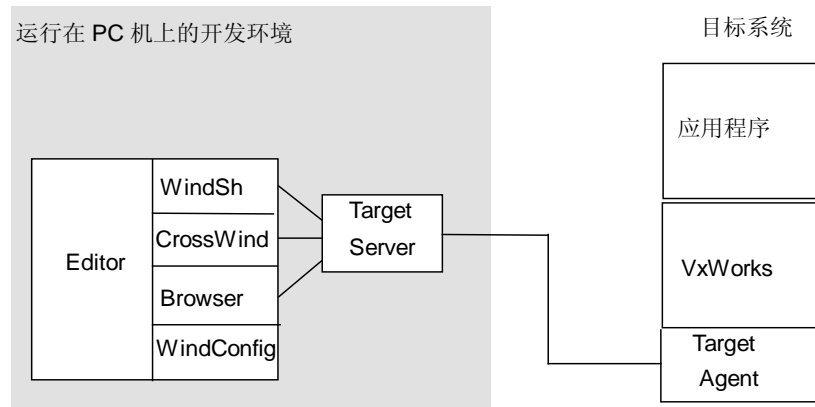 运行在 PC 机上的开发环境
目标系统
应用程序
WindSh
CrossWind
Editor
Browser
WindConfig
Target
Server
VxWorks
Target
Agent